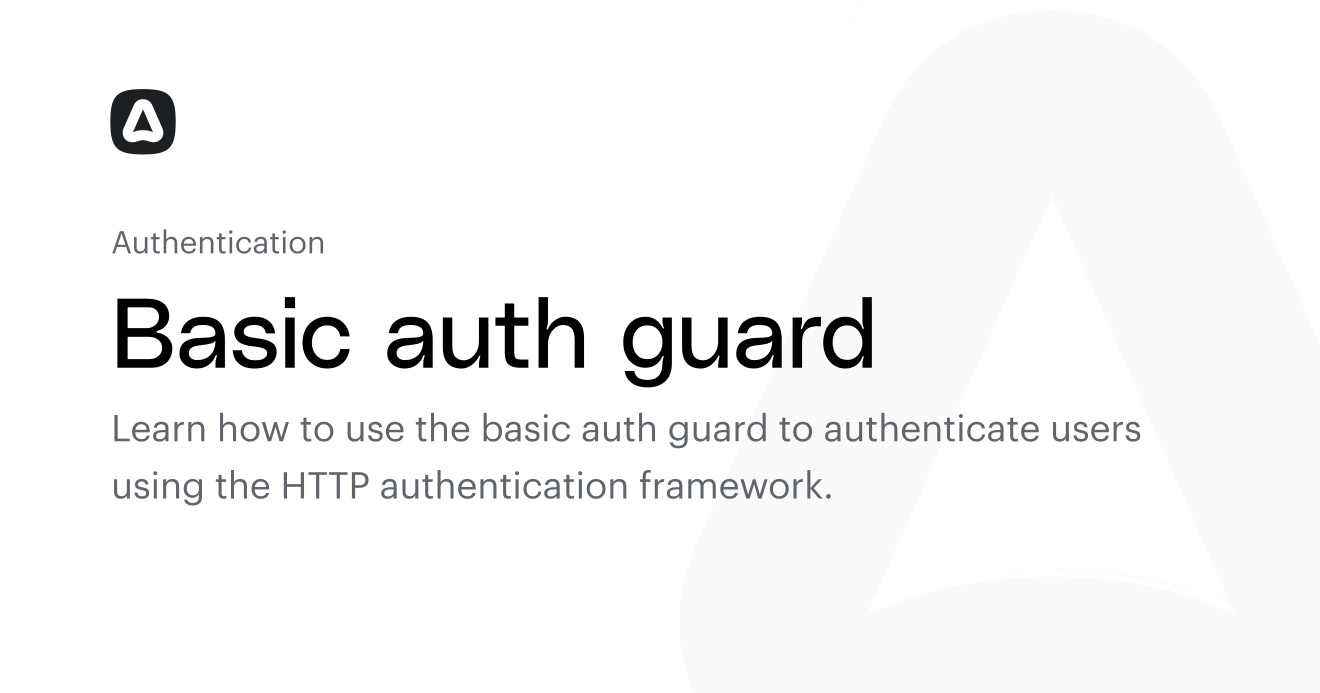 Authentication
Basic auth guard
Learn how to use the basic auth guard to authenticate users
using the HTTP authentication framework.